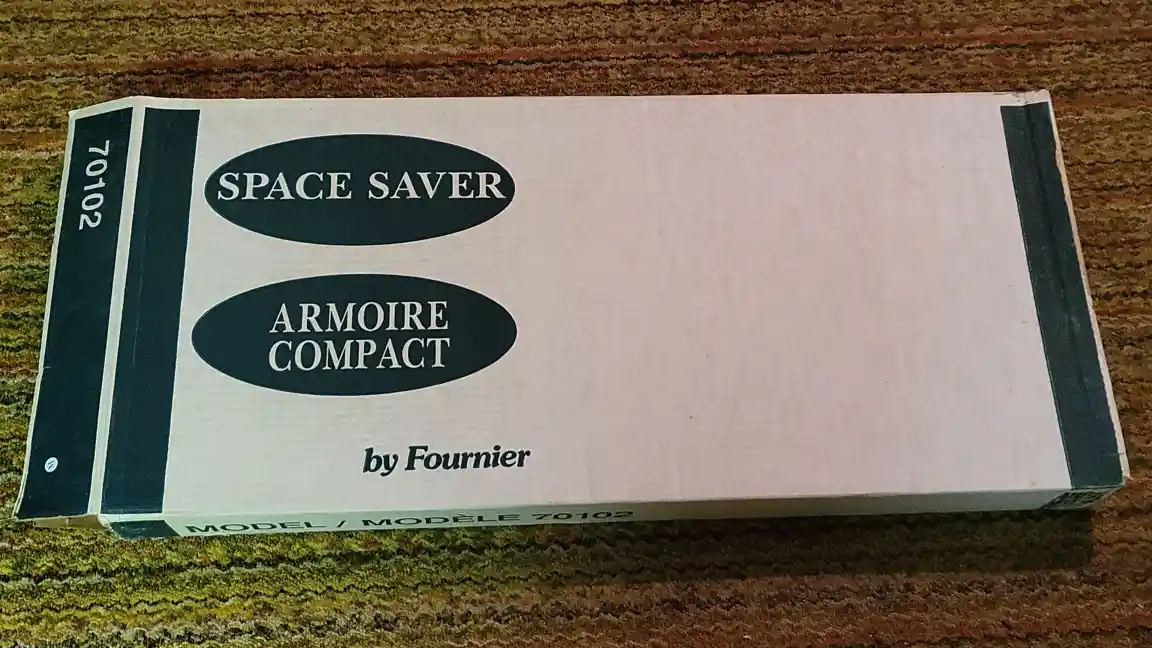 70102
SPACE SAVER
ARMOIRE
COMPACT
by Fournier
MODEL / MODÈLE 70102